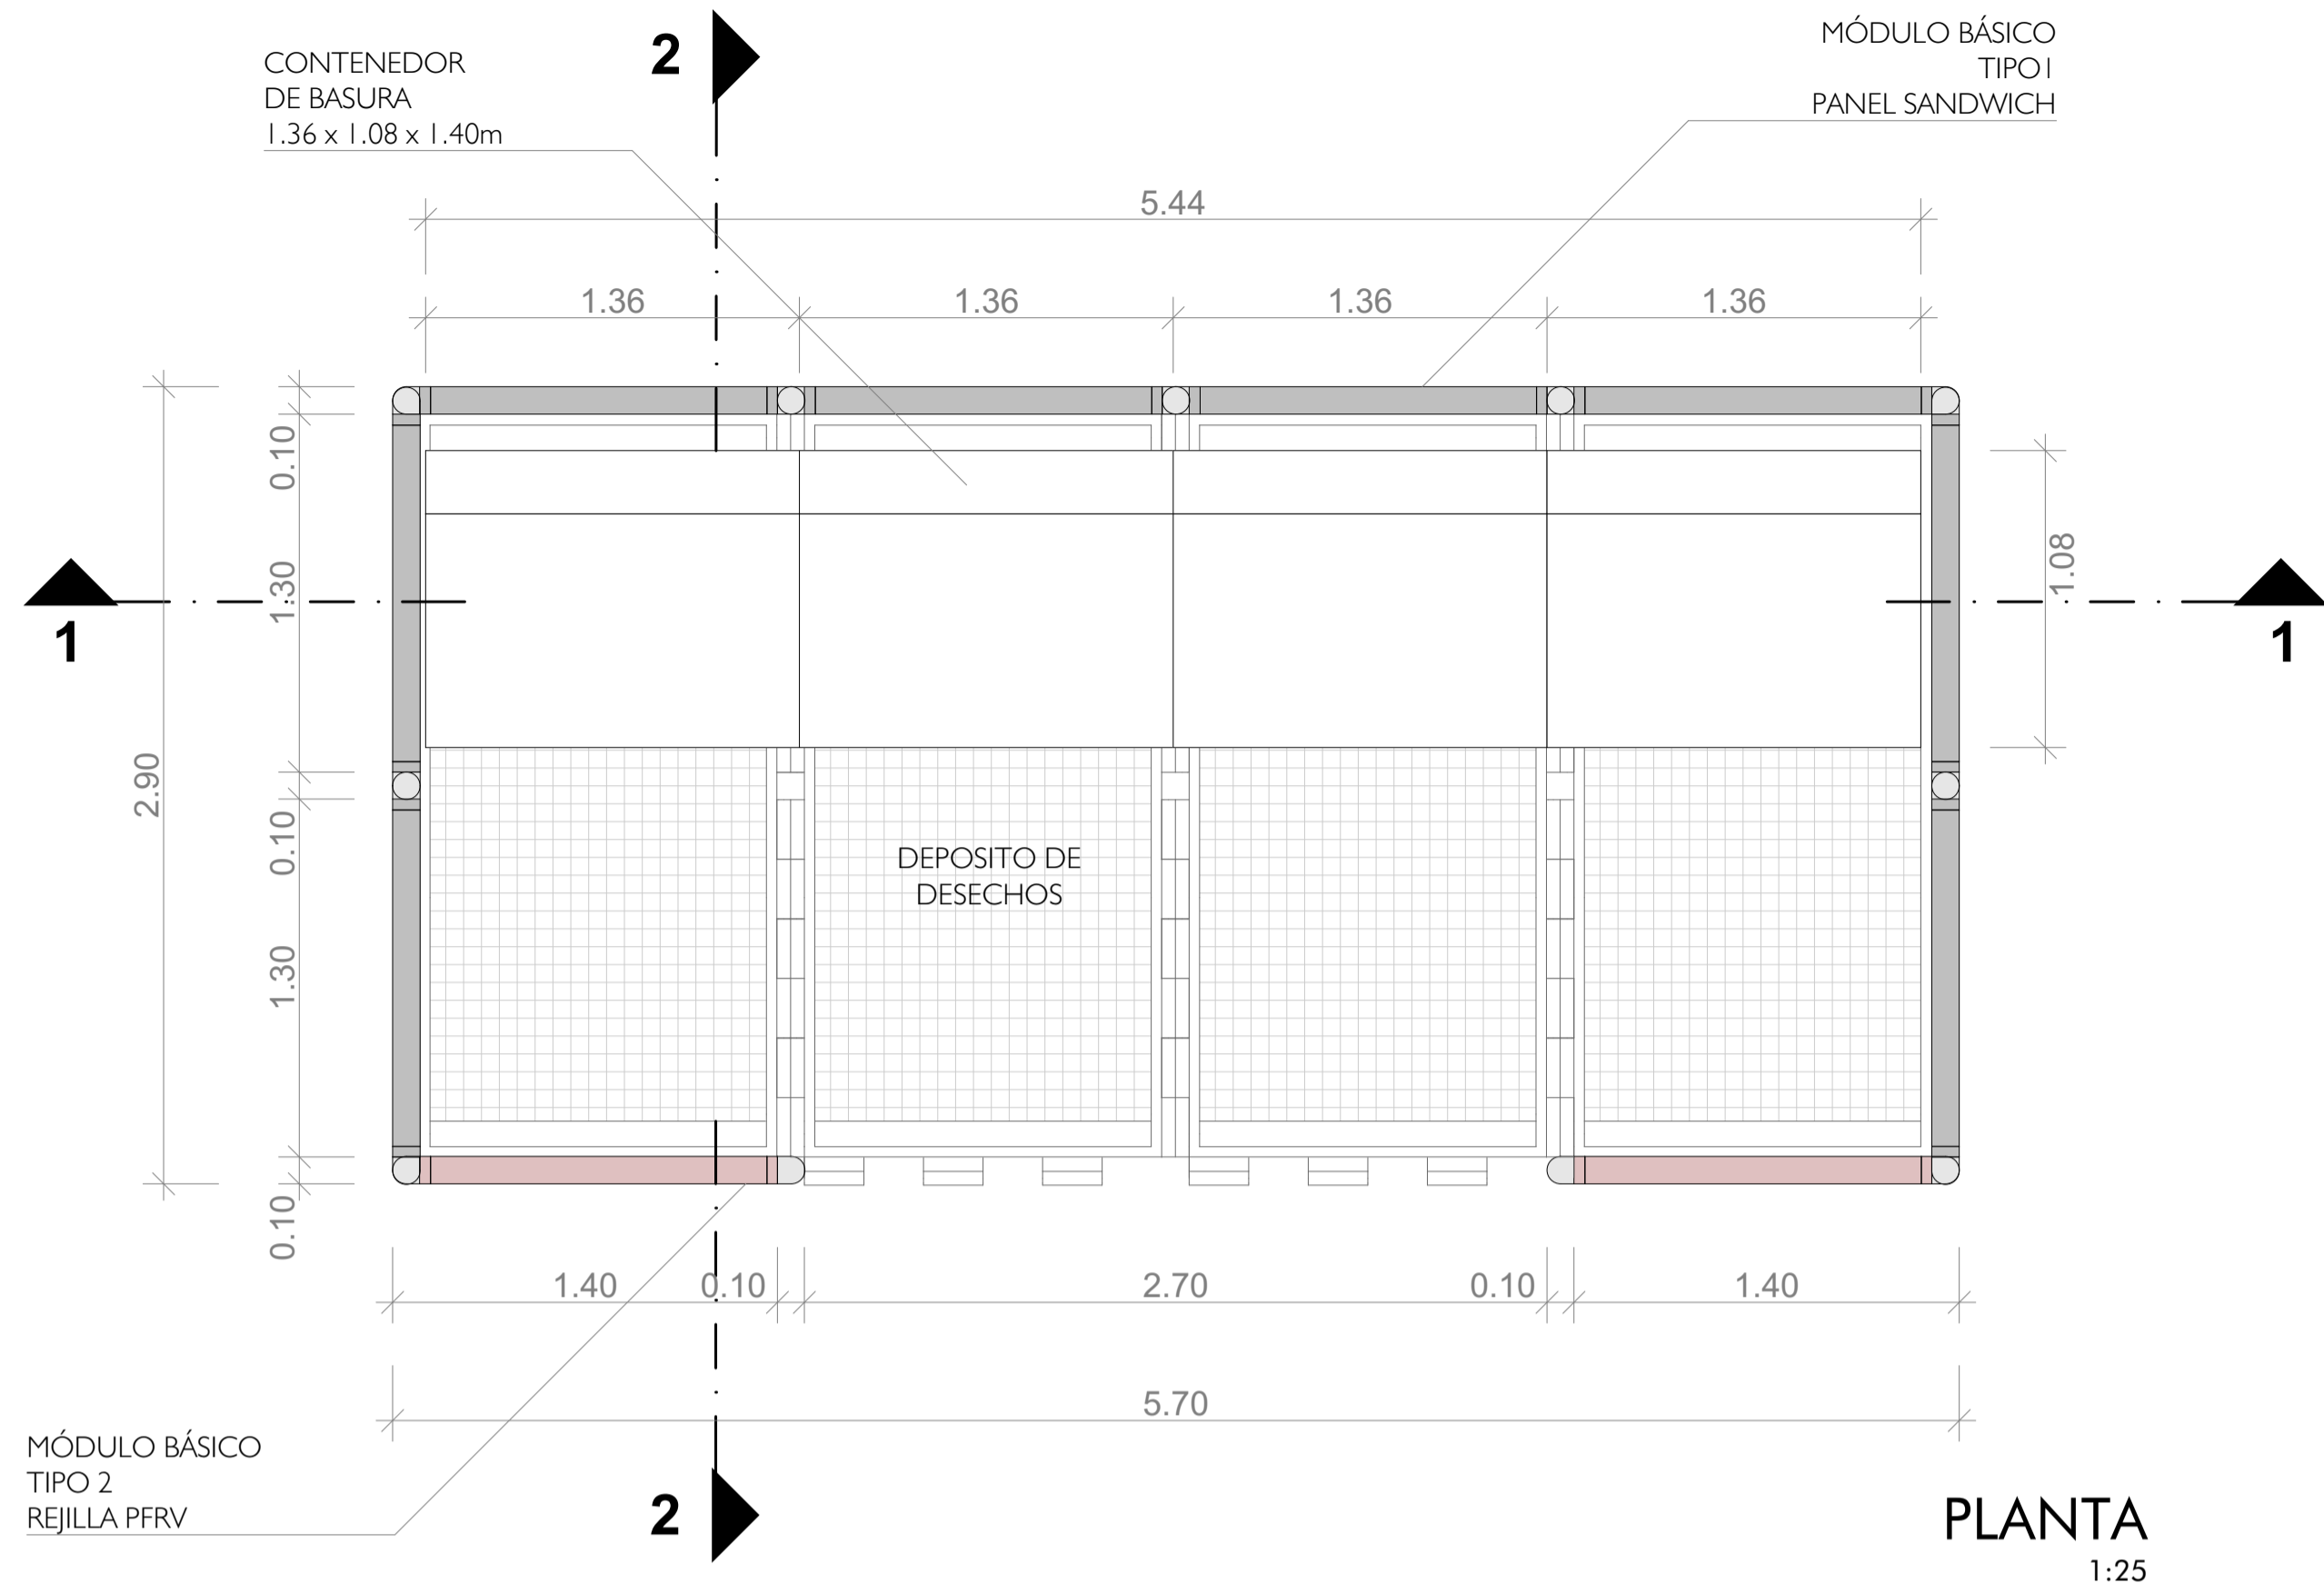 2
CONTENEDOR
DE BASURA
1.36 x 1.08 x 1.40m
MÓDULO BÁSICO
TIPO 1
PANEL SANDWICH
5.44
1.36
1.36
1.36
1.36
0.10
1.30
2.90
0.10
1.30
0.10
1.08
1
1
DEPOSITO DE
DESECHOS
1.40
0.10
2.70
0.10
1.40
5.70
MÓDULO BÁSICO
TIPO 2
REJILLA PFRV
2
PLANTA
1:25